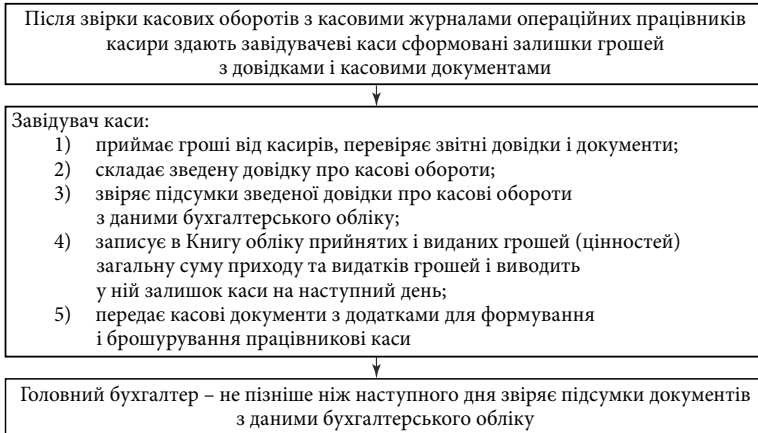 Після звірки касових оборотів з касовими журналами операційних працівників
касири здають завідувачеві каси сформовані залишки грошей
з довідками і касовими документами
Завідувач каси:
1) приймає гроші від касирів, перевіряє звітні довідки і документи;
2) складає зведену довідку про касові обороти;
3) звіряє підсумки зведеної довідки про касові обороти
з даними бухгалтерського обліку;
4) записує в Книгу обліку прийнятих і виданих грошей (цінностей)
загальну суму приходу та видатків грошей і виводить
у ній залишок каси на наступний день;
5) передає касові документи з додатками для формування
і брошурування працівникові каси
Головний бухгалтер – не пізніше ніж наступного дня звіряє підсумки документів
з даними бухгалтерського обліку